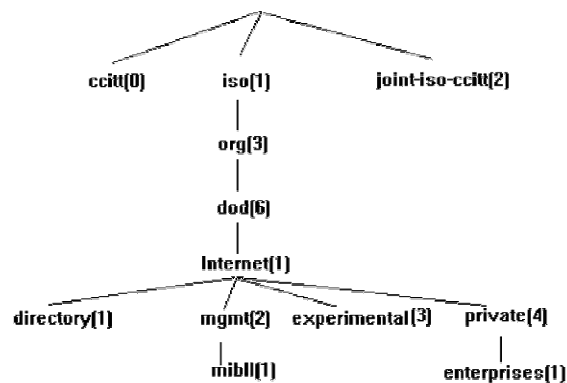 ccitt(0) iso(1) joint-iso-ccitt(2)
org(3)
dod(6)
Internet(1)
directory(1) mgmt(2) experimental(3) private(4)
mibII(1) enterprises(1)